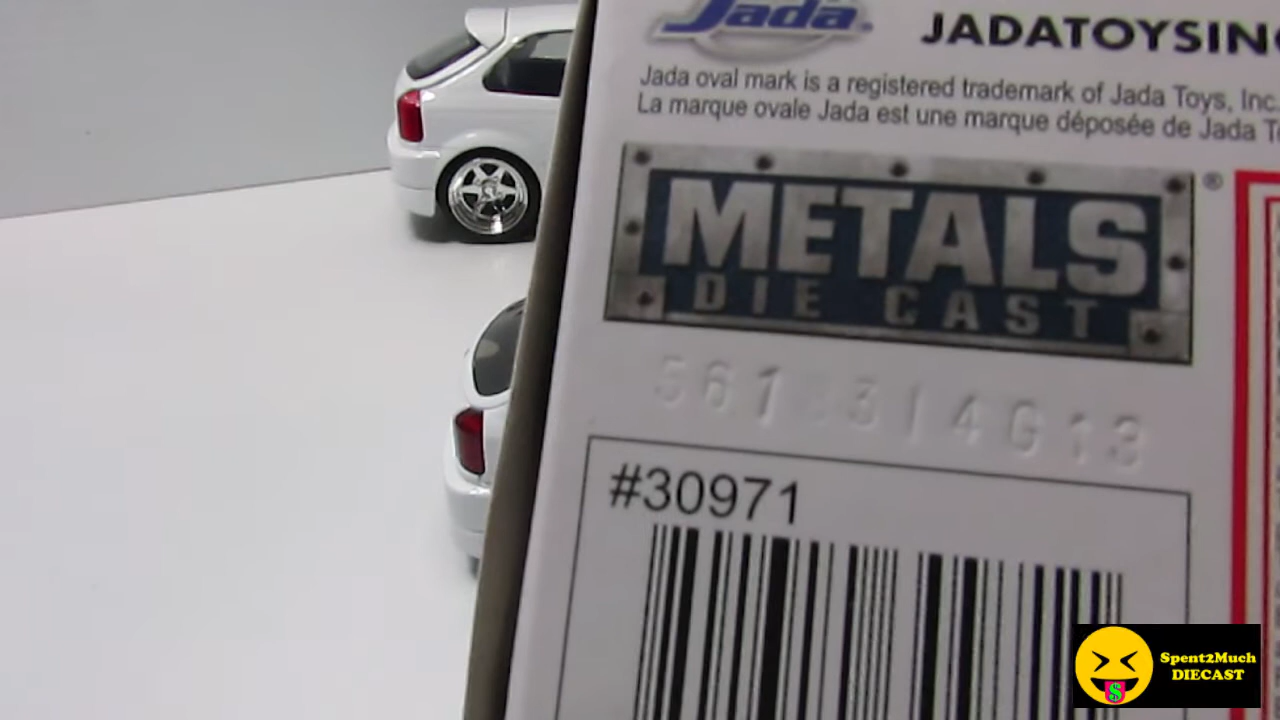 Jada
JADATOYSINC
Jada oval mark is a registered trademark of Jada Toys, Inc.
La marque ovale Jada est une marque déposée de Jada T
METALS
DIE CAST
®
#30971
Spent2Much
DIECAST